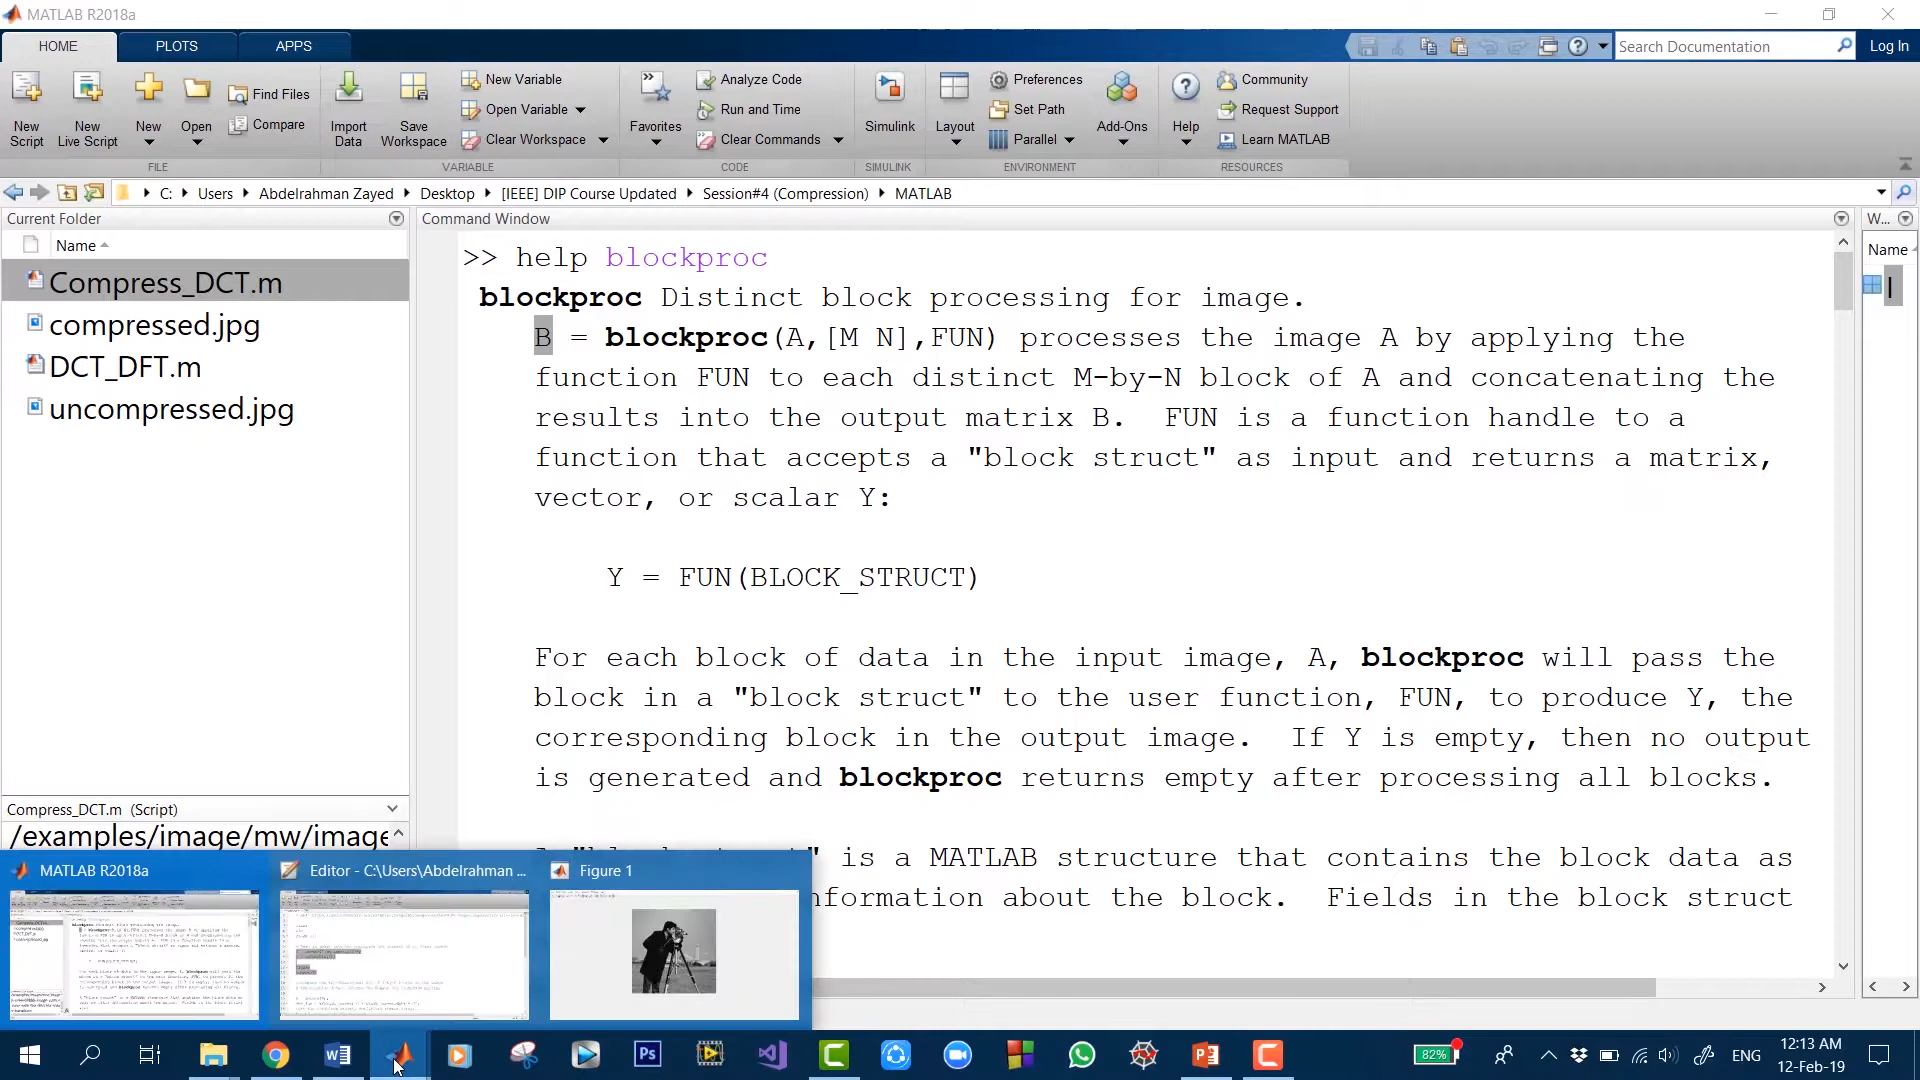 MATLAB R2018a
HOME
PLOTS
APPS
Search Documentation
Log In
New Script
New Live Script
New
Open
Find Files
Compare
FILE
Import Data
Save Workspace
New Variable
Open Variable
Clear Workspace
VARIABLE
Favorites
Analyze Code
Run and Time
Clear Commands
CODE
Simulink
SIMULINK
Layout
Preferences
Set Path
Parallel
Add-Ons
ENVIRONMENT
Help
Community
Request Support
Learn MATLAB
RESOURCES
C: Users Abdelrahman Zayed Desktop [IEEE] DIP Course Updated Session#4 (Compression) MATLAB
Current Folder
Name
Compress_DCT.m
compressed.jpg
DCT_DFT.m
uncompressed.jpg
Compress_DCT.m (Script)
/examples/image/mw/image
Command Window
>> help blockproc
blockproc Distinct block processing for image.
B = blockproc(A,[M N],FUN) processes the image A by applying the
function FUN to each distinct M-by-N block of A and concatenating the
results into the output matrix B. FUN is a function handle to a
function that accepts a "block struct" as input and returns a matrix,
vector, or scalar Y:
Y = FUN(BLOCK_STRUCT)
For each block of data in the input image, A, blockproc will pass the
block in a "block struct" to the user function, FUN, to produce Y, the
corresponding block in the output image. If Y is empty, then no output
is generated and blockproc returns empty after processing all blocks.
is a MATLAB structure that contains the block data as
nformation about the block. Fields in the block struct
W...
Name
MATLAB R2018a
Editor - C:\Users\Abdelrahman ...
Figure 1
82%
ENG
12:13 AM
12-Feb-19